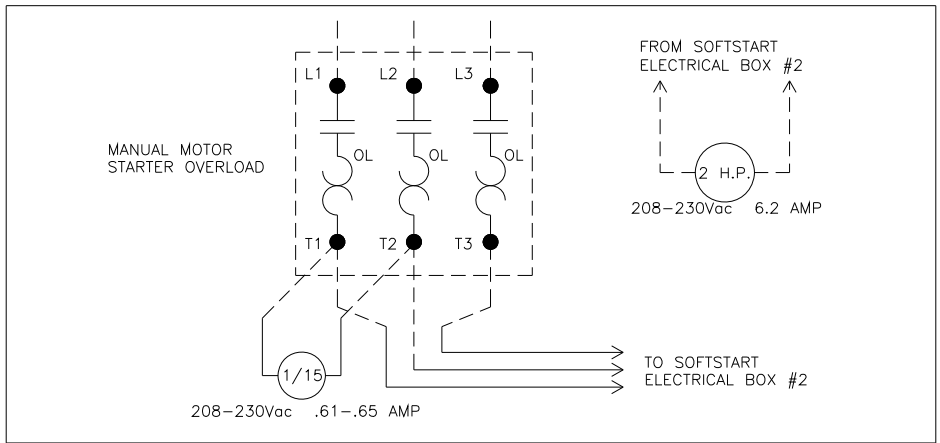 FROM SOFTSTART
ELECTRICAL BOX #2
L1
L2
L3
MANUAL MOTOR
STARTER OVERLOAD
OL
OL
OL
2 H.P.
208-230Vac 6.2 AMP
T1
T2
T3
1/15
208-230Vac .61-.65 AMP
TO SOFTSTART
ELECTRICAL BOX #2